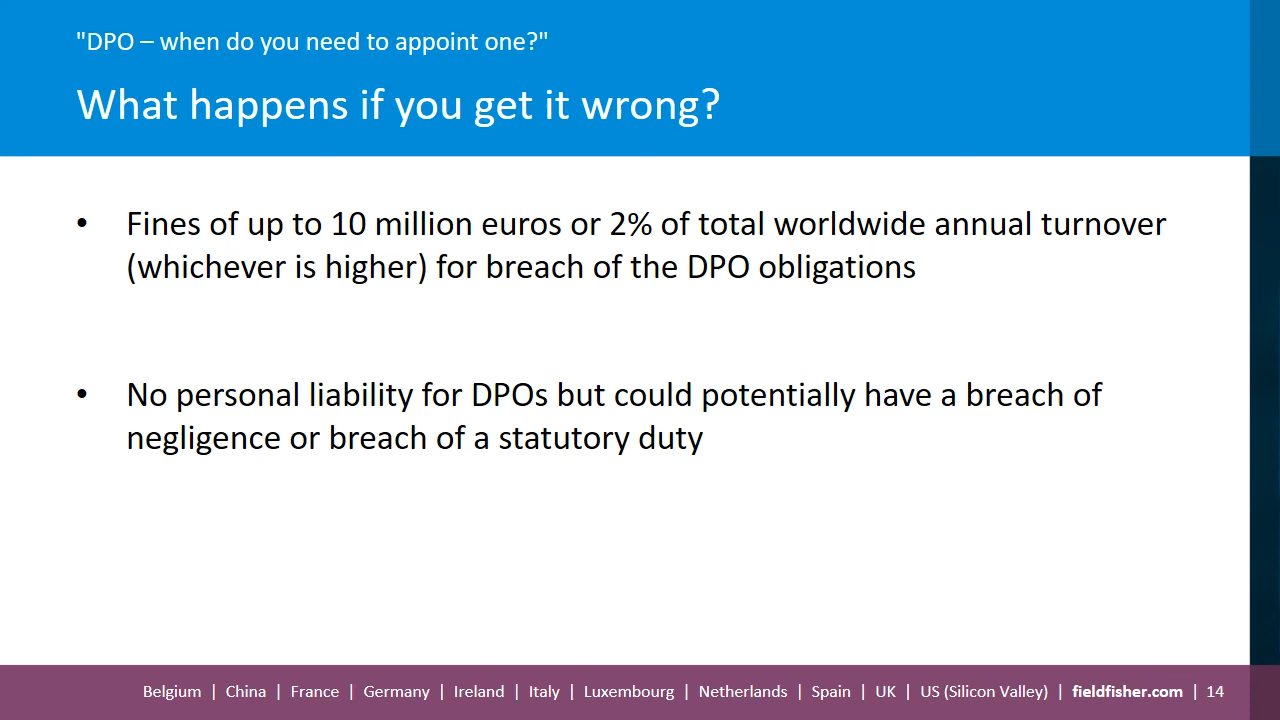 "DPO – when do you need to appoint one?"
What happens if you get it wrong?
• Fines of up to 10 million euros or 2% of total worldwide annual turnover
(whichever is higher) for breach of the DPO obligations
• No personal liability for DPOs but could potentially have a breach of
negligence or breach of a statutory duty
Belgium | China | France | Germany | Ireland | Italy | Luxembourg | Netherlands | Spain | UK | US (Silicon Valley) | fieldfisher.com | 14